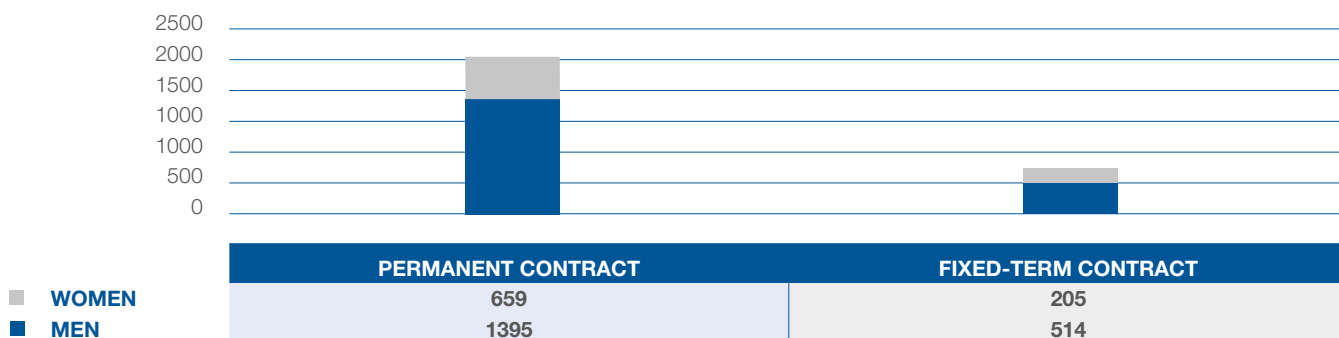 2500
2000
1500
1000
1000
500
0
PERMANENT CONTRACT FIXED-TERM CONTRACT
WOMEN 659 205
MEN 1395 514